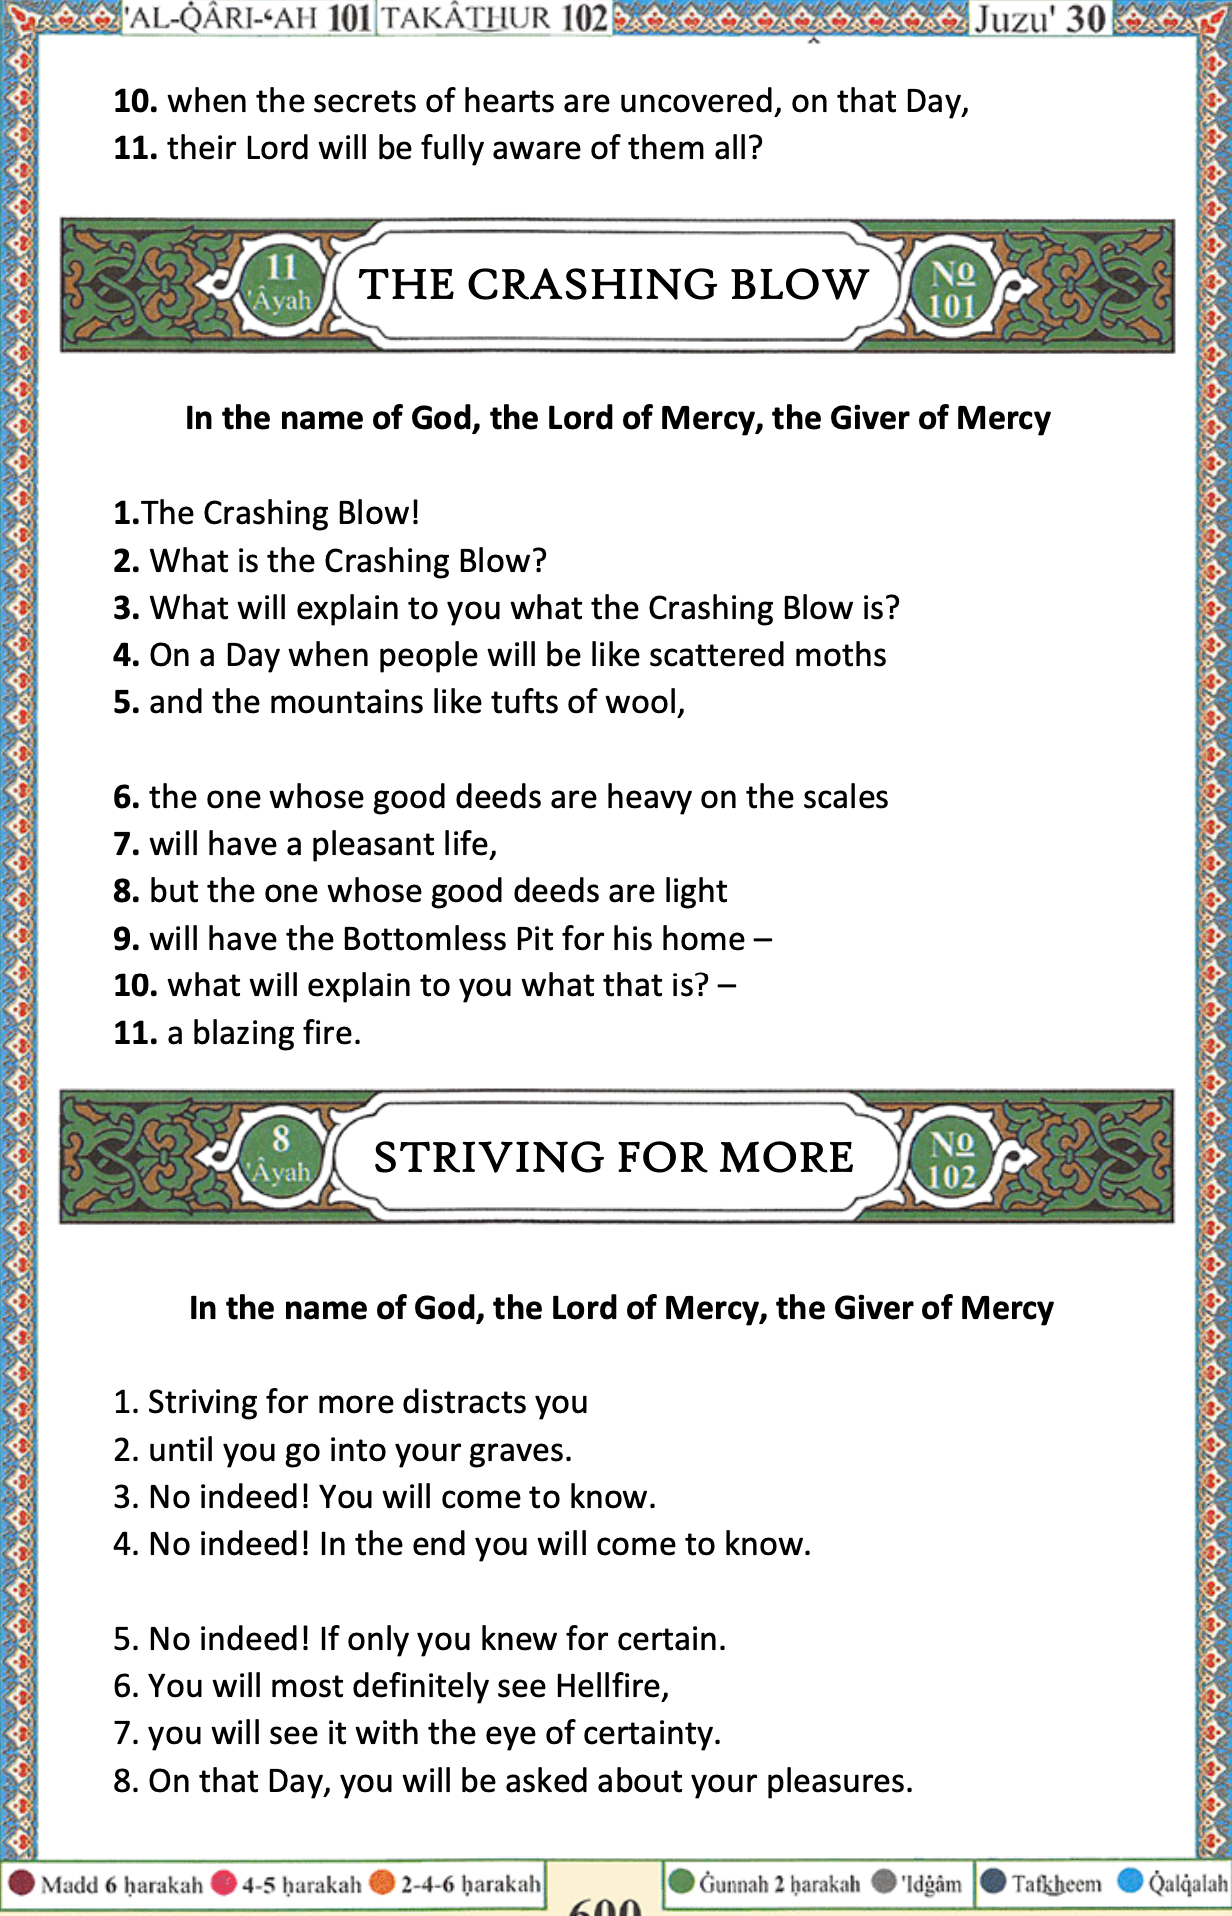 'AL-Q̇ÂRI-‘AH 101 TAKÂTHUR 102 Juzu' 30
10. when the secrets of hearts are uncovered, on that Day,
11. their Lord will be fully aware of them all?
11 'Âyah THE CRASHING BLOW No 101
In the name of God, the Lord of Mercy, the Giver of Mercy
1.The Crashing Blow!
2. What is the Crashing Blow?
3. What will explain to you what the Crashing Blow is?
4. On a Day when people will be like scattered moths
5. and the mountains like tufts of wool,
6. the one whose good deeds are heavy on the scales
7. will have a pleasant life,
8. but the one whose good deeds are light
9. will have the Bottomless Pit for his home –
10. what will explain to you what that is? –
11. a blazing fire.
8 'Âyah STRIVING FOR MORE No 102
In the name of God, the Lord of Mercy, the Giver of Mercy
1. Striving for more distracts you
2. until you go into your graves.
3. No indeed! You will come to know.
4. No indeed! In the end you will come to know.
5. No indeed! If only you knew for certain.
6. You will most definitely see Hellfire,
7. you will see it with the eye of certainty.
8. On that Day, you will be asked about your pleasures.
Madd 6 ḥarakah 4-5 ḥarakah 2-4-6 ḥarakah 600 Ġunnah 2 ḥarakah 'Idġâm Tafkheem Q̇alq̇alah